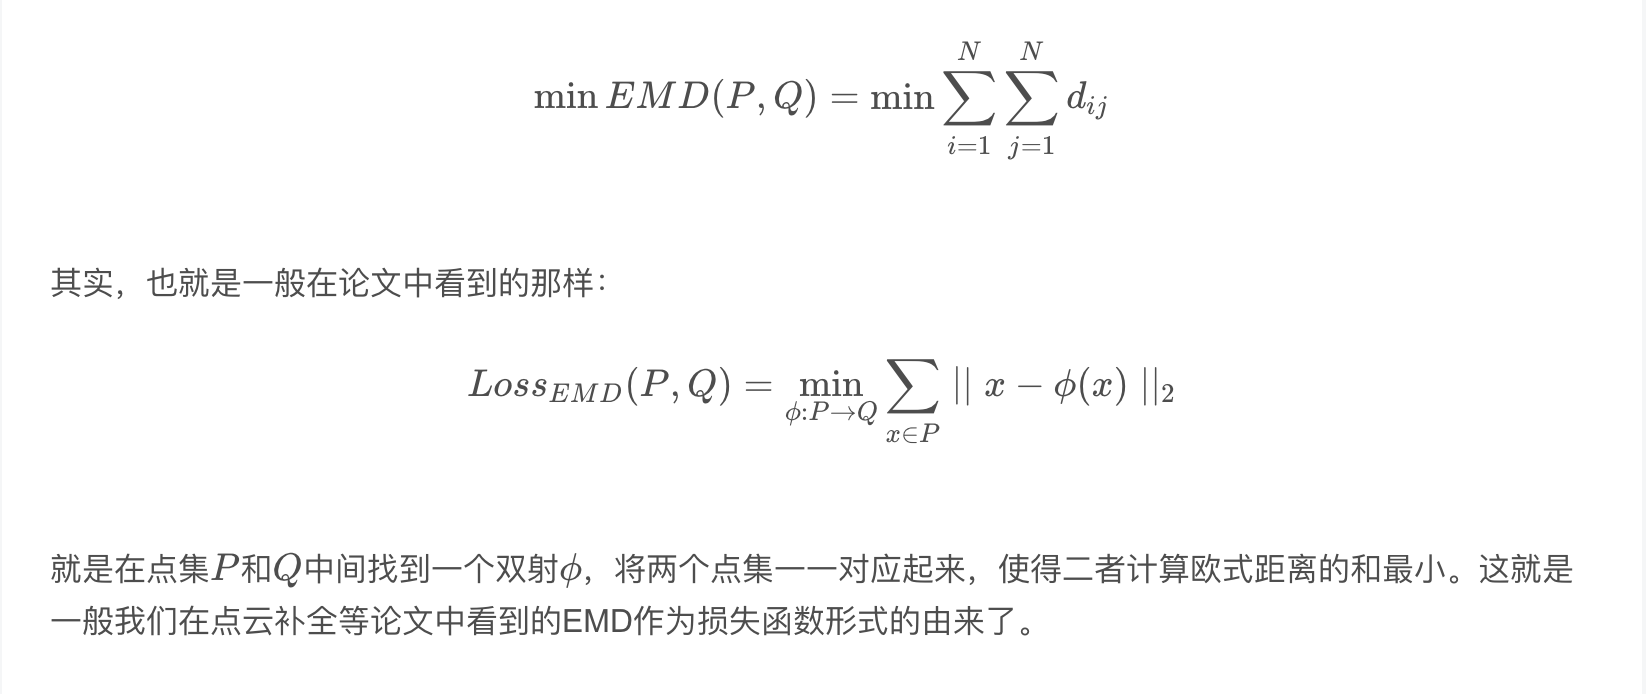 min EMD(P, Q) = min \sum_{i=1}^{N} \sum_{j=1}^{N} d_{ij}
其实，也就是一般在论文中看到的那样：
Loss_{EMD}(P, Q) = \min_{\phi:P→Q} \sum_{x∈P} || x − \phi(x) ||_2
就是在点集P和Q中间找到一个双射ϕ，将两个点集一一对应起来，使得二者计算欧式距离的和最小。这就是
一般我们在点云补全等论文中看到的EMD作为损失函数形式的由来了。